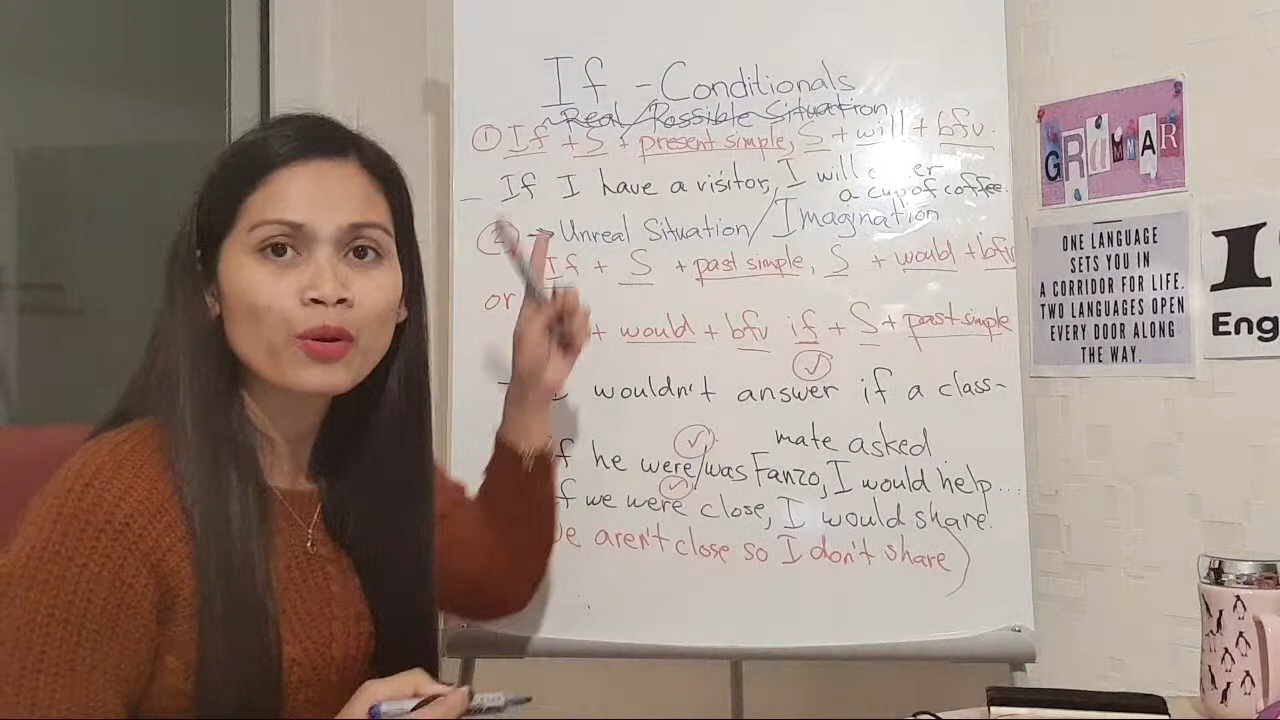 If - Conditionals
Real/Possible Situation
① If + S + present simple, S + will + bfv.
- If I have a visitor, I will
a cup of coffee.
② → Unreal Situation / Imagination
If + S + past simple, S + would + bfv
or + would + bfv if + S + past simple
wouldn't answer if a class-
mate asked
he were/was Fanzo, I would help....
we were close, I would share.
aren't close so I don't share)
GRAMMAR
ONE LANGUAGE
SETS YOU IN
A CORRIDOR FOR LIFE.
TWO LANGUAGES OPEN
EVERY DOOR ALONG
THE WAY.
I
Eng